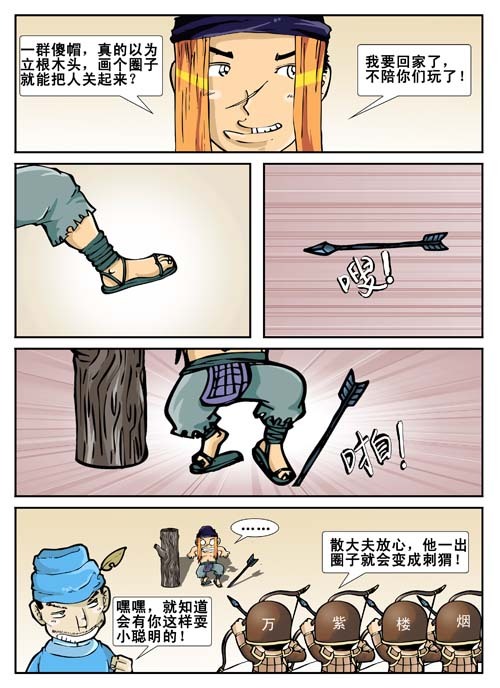 一群傻帽，真的以为
立根木头，画个圈子
就能把人关起来？
我要回家了，
不陪你们玩了！
嗖！
啪！
……
散大夫放心，他一出
圈子就会变成刺猬！
嘿嘿，就知道
会有你这样耍
小聪明的！
万 紫 楼 烟